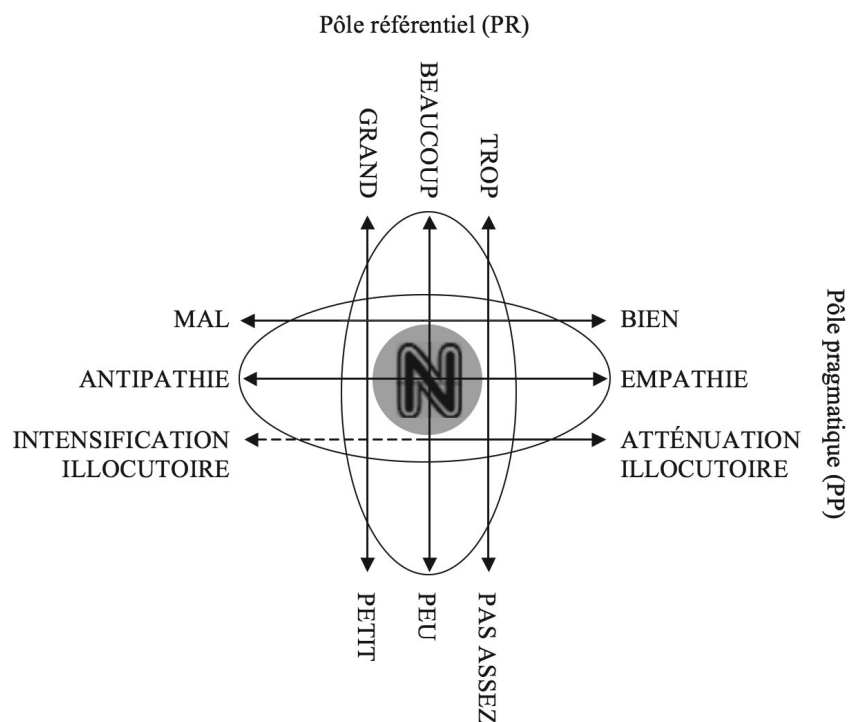 Pôle référentiel (PR)
GRAND
BEAUCOUP
TROP
MAL
BIEN
N
ANTIPATHIE
EMPATHIE
INTENSIFICATION
ILLOCUTOIRE
ATTÉNUATION
ILLOCUTOIRE
Pôle pragmatique (PP)
PETIT
PEU
PAS ASSEZ